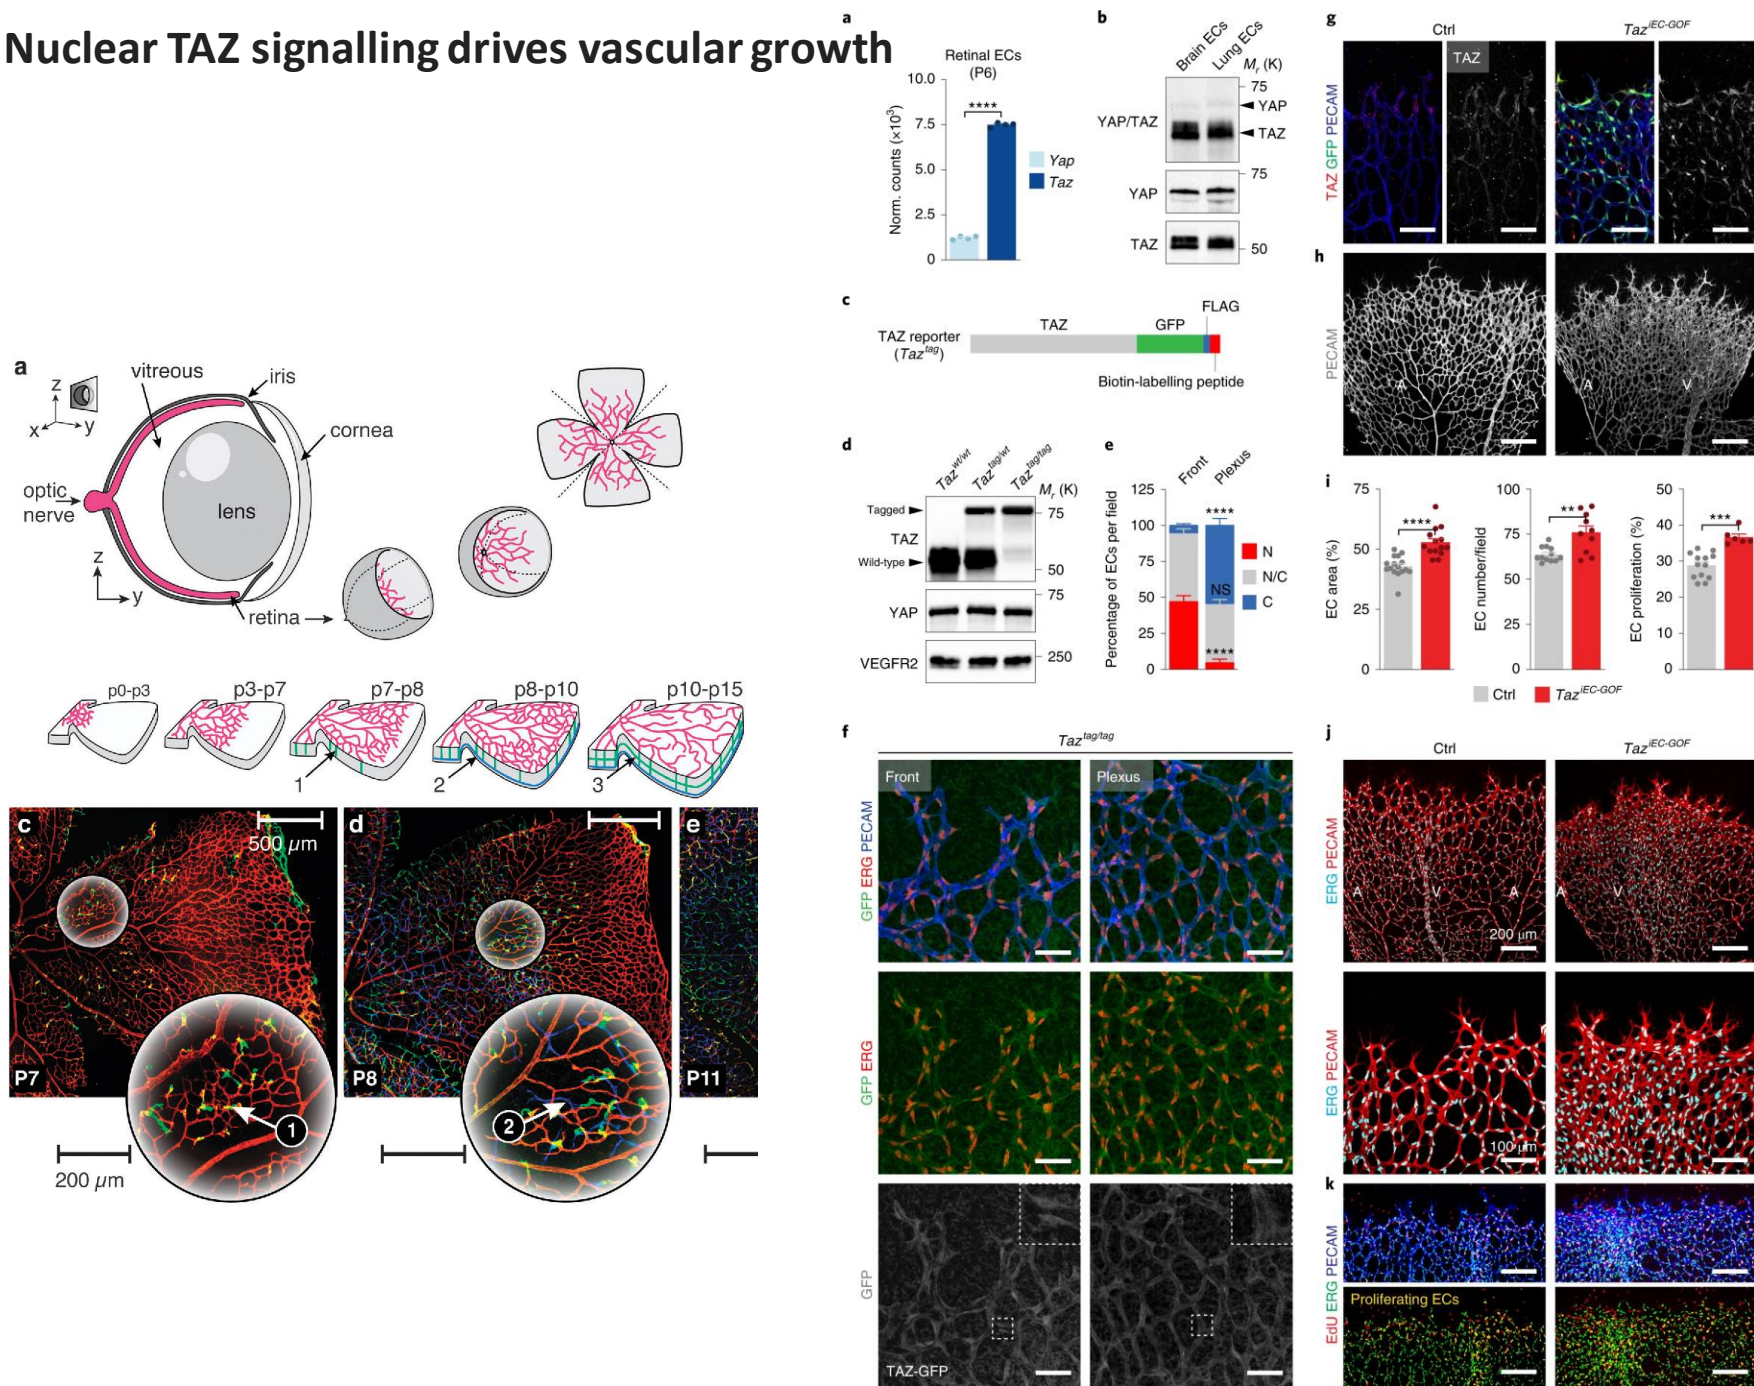 Nuclear TAZ signalling drives vascular growth
a
z
x
y
vitreous
iris
cornea
optic
nerve
lens
z
y
retina
p0-p3
p3-p7
p7-p8
p8-p10
p10-p15
1
2
3
c
500 µm
d
e
P7
1
P8
2
P11
200 µm
a
Retinal ECs
(P6)
Norm. counts (×10³)
10.0
7.5
5.0
2.5
0
****
Yap
Taz
b
Brain ECs
Lung ECs
Mr (K)
75
YAP
YAP/TAZ
TAZ
75
YAP
TAZ
50
c
FLAG
TAZ
GFP
TAZ reporter
(Taz^tag)
Biotin-labelling peptide
d
Taz^wt/wt
Taz^tag/wt
Taz^tag/tag
Mr (K)
Tagged
75
TAZ
Wild-type
50
75
YAP
VEGFR2
250
e
Front
Plexus
Percentage of ECs per field
125
100
75
50
25
0
****
NS
****
N
N/C
C
f
Taz^tag/tag
Front
Plexus
GFP ERG PECAM
GFP ERG
GFP
TAZ-GFP
g
Ctrl
Taz^iEC-GOF
TAZ
TAZ GFP PECAM
h
PECAM
A
V
A
V
i
EC area (%)
75
50
25
0
****
EC number/field
100
75
50
25
0
**
EC proliferation (%)
50
40
30
20
10
0
***
Ctrl
Taz^iEC-GOF
j
Ctrl
Taz^iEC-GOF
ERG PECAM
A
V
A
200 µm
A
V
ERG PECAM
100 µm
k
EdU ERG PECAM
Proliferating ECs